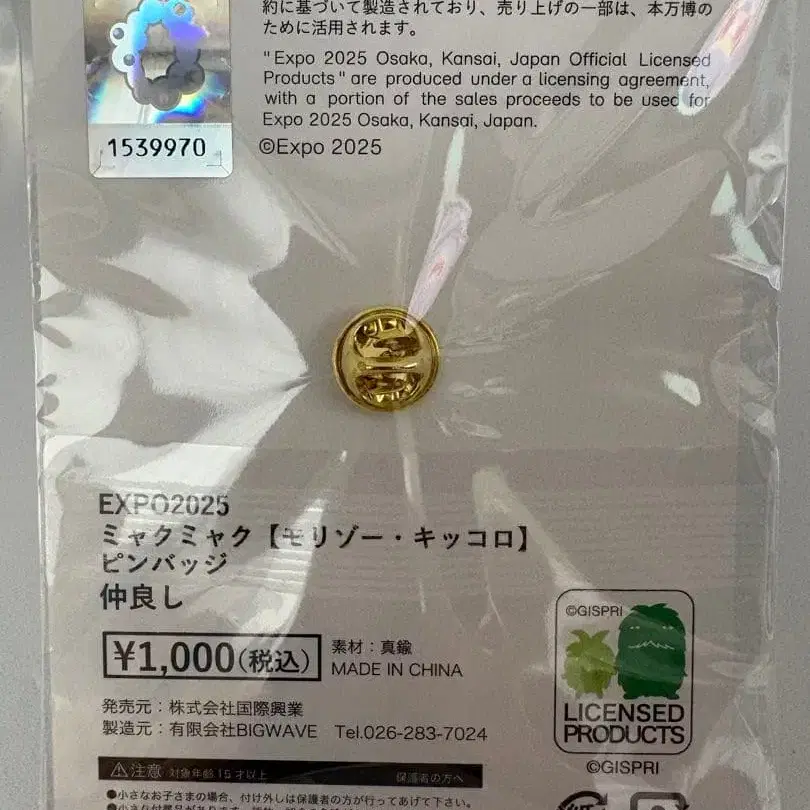 約に基づいて製造されており、売り上げの一部は、本万博の
ために活用されます。
"Expo 2025 Osaka, Kansai, Japan Official Licensed
Products" are produced under a licensing agreement,
with a portion of the sales proceeds to be used for
Expo 2025 Osaka, Kansai, Japan.
©Expo 2025
1539970
EXPO2025
ミャクミャク【モリゾー・キッコロ】
ピンバッジ
仲良し
¥1,000(税込)
素材：真鍮
MADE IN CHINA
発売元：株式会社国際興業
製造元：有限会社BIGWAVE Tel.026-283-7024
©GISPRI
LICENSED
PRODUCTS
©GISPRI
⚠注意 対象年齢15才以上 保護者の方へ
●小さなお子さまの場合、付け外しは保護者の方が行ってあげて下さい。